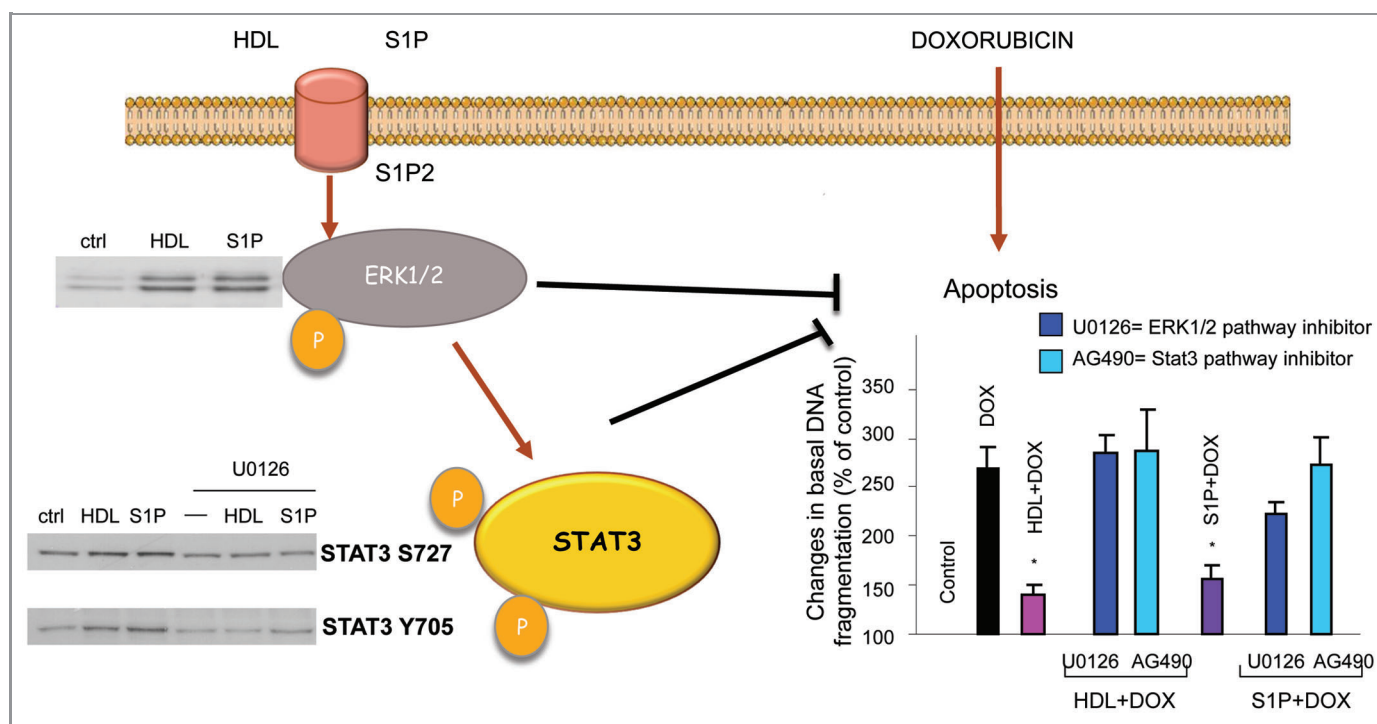 HDL S1P DOXORUBICIN
S1P2
ctrl HDL S1P
ERK1/2
P
Apoptosis
U0126= ERK1/2 pathway inhibitor
AG490= Stat3 pathway inhibitor
U0126
ctrl HDL S1P — HDL S1P
STAT3 S727
STAT3 Y705
P
STAT3
P
Changes in basal DNA
fragmentation (% of control)
350
300
250
200
150
100
Control
DOX
* HDL+DOX
* S1P+DOX
U0126 AG490 U0126 AG490
HDL+DOX S1P+DOX